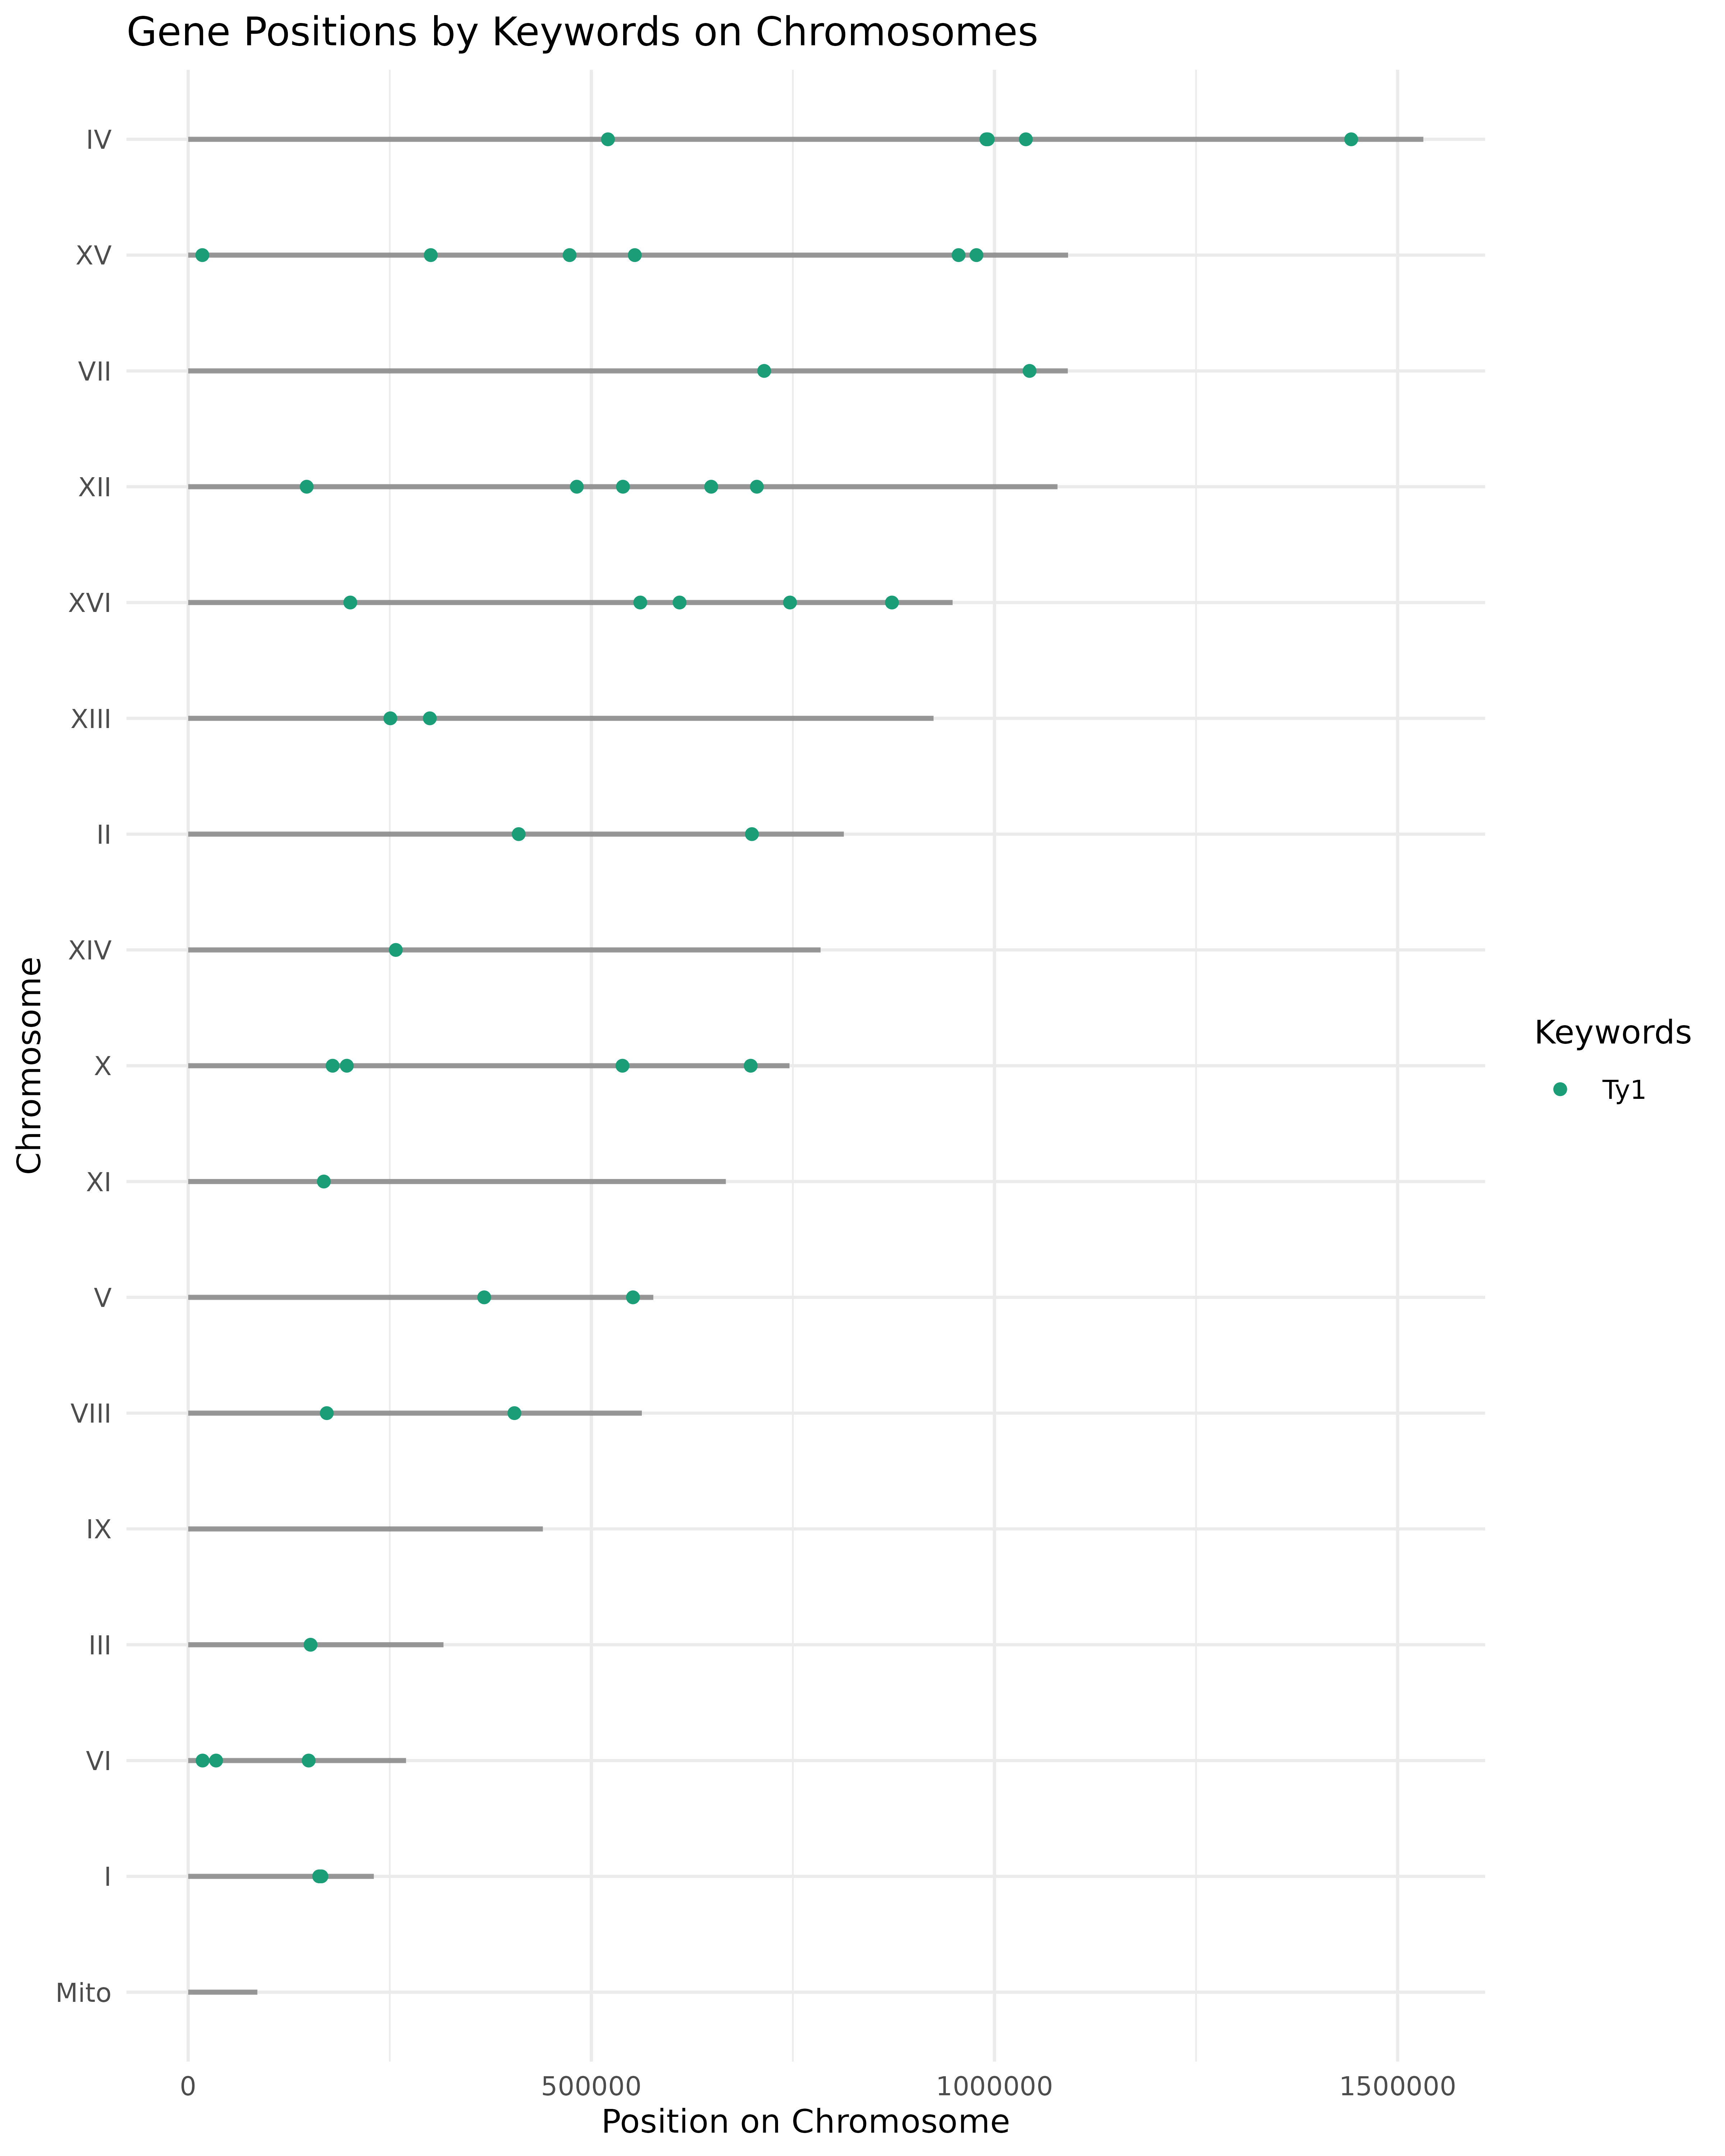 Gene Positions by Keywords on Chromosomes
IV
XV
VII
XII
XVI
XIII
II
XIV
X
XI
V
VIII
IX
III
VI
I
Mito
Chromosome
0 500000 1000000 1500000
Position on Chromosome
Keywords
Ty1